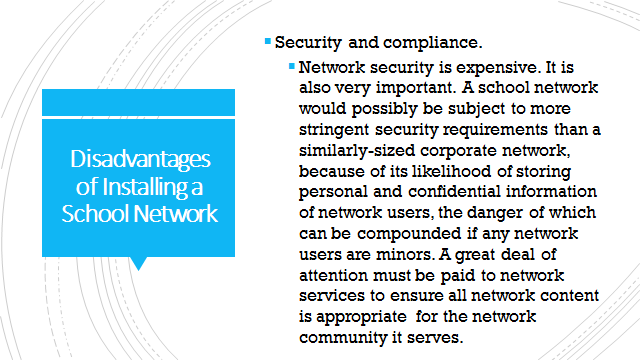 Disadvantages
of Installing a
School Network
Security and compliance.
Network security is expensive. It is
also very important. A school network
would possibly be subject to more
stringent security requirements than a
similarly-sized corporate network,
because of its likelihood of storing
personal and confidential information
of network users, the danger of which
can be compounded if any network
users are minors. A great deal of
attention must be paid to network
services to ensure all network content
is appropriate for the network
community it serves.